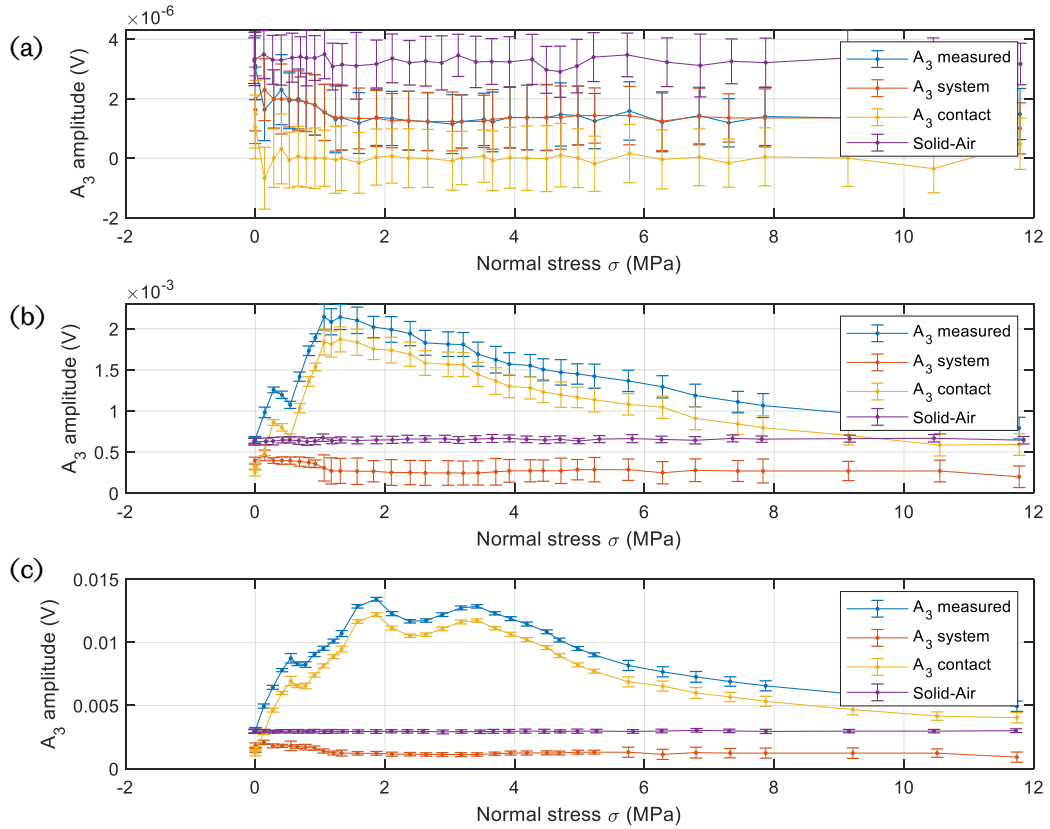 (a)
×10⁻⁶
A₃ amplitude (V)
4
2
0
-2
-2 0 2 4 6 8 10 12
Normal stress σ (MPa)
A₃ measured
A₃ system
A₃ contact
Solid-Air
(b)
×10⁻³
A₃ amplitude (V)
2
1.5
1
0.5
0
-2 0 2 4 6 8 10 12
Normal stress σ (MPa)
A₃ measured
A₃ system
A₃ contact
Solid-Air
(c)
A₃ amplitude (V)
0.015
0.01
0.005
0
-2 0 2 4 6 8 10 12
Normal stress σ (MPa)
A₃ measured
A₃ system
A₃ contact
Solid-Air